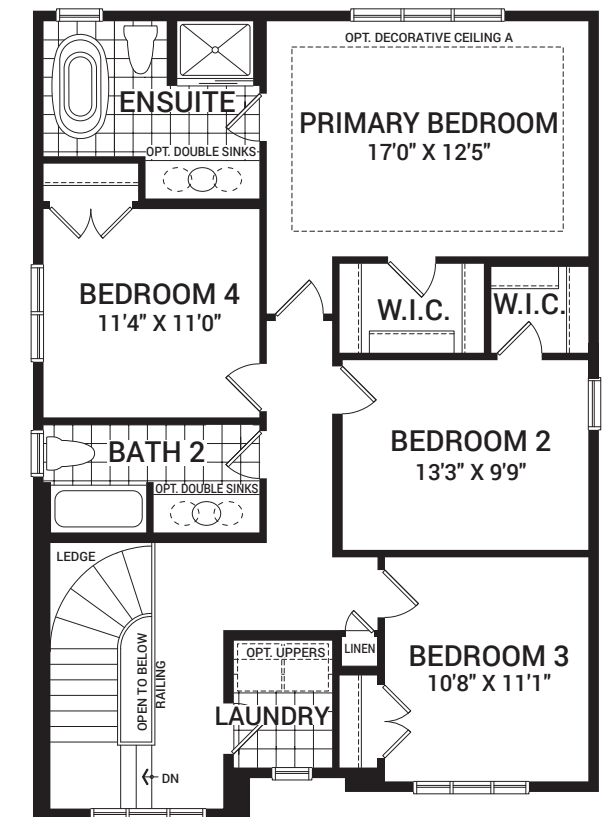 OPT. DECORATIVE CEILING A
ENSUITE
PRIMARY BEDROOM
17'0" X 12'5"
OPT. DOUBLE SINKS
BEDROOM 4
11'4" X 11'0"
W.I.C.
W.I.C.
BATH 2
OPT. DOUBLE SINKS
BEDROOM 2
13'3" X 9'9"
LEDGE
OPEN TO BELOW
RAILING
OPT. UPPERS
LINEN
BEDROOM 3
10'8" X 11'1"
LAUNDRY
DN